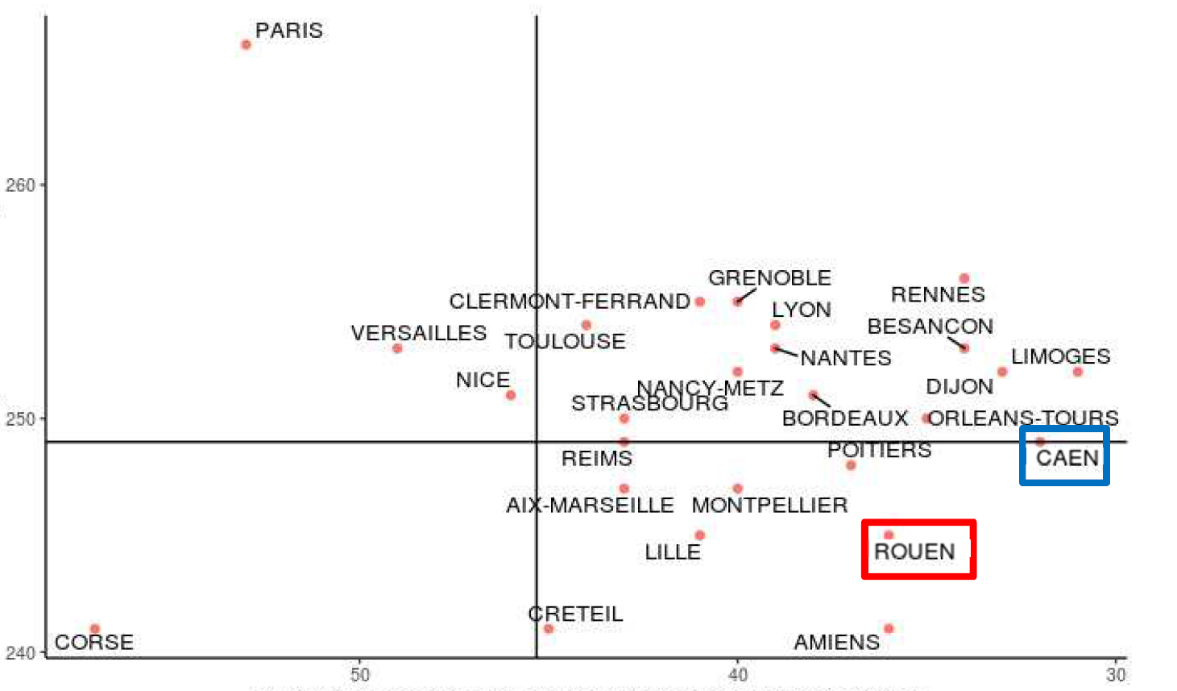 PARIS
260
GRENOBLE
CLERMONT-FERRAND
RENNES
LYON
BESANCON
VERSAILLES
TOULOUSE
NANTES
LIMOGES
NICE
NANCY-METZ
DIJON
STRASBOURG
250
BORDEAUX
ORLEANS-TOURS
POITIERS
REIMS
CAEN
AIX-MARSEILLE
MONTPELLIER
LILLE
ROUEN
CRETEIL
CORSE
AMIENS
240
50
40
30